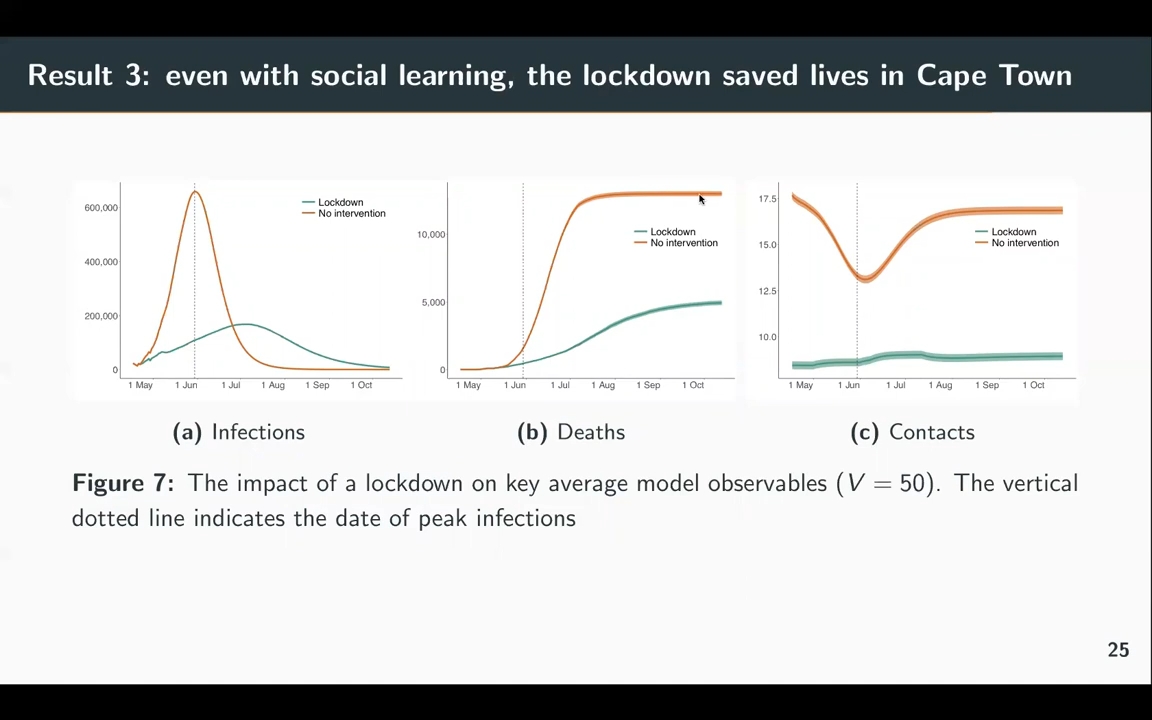 Result 3: even with social learning, the lockdown saved lives in Cape Town
600,000
400,000
200,000
0
1 May 1 Jun 1 Jul 1 Aug 1 Sep 1 Oct
Lockdown
No intervention
(a) Infections
10,000
5,000
0
1 May 1 Jun 1 Jul 1 Aug 1 Sep 1 Oct
Lockdown
No intervention
(b) Deaths
17.5
15.0
12.5
10.0
1 May 1 Jun 1 Jul 1 Aug 1 Sep 1 Oct
Lockdown
No intervention
(c) Contacts
Figure 7: The impact of a lockdown on key average model observables (V = 50). The vertical
dotted line indicates the date of peak infections
25